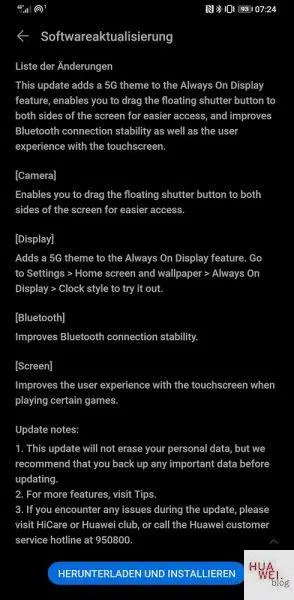 93 07:24
Softwareaktualisierung
Liste der Änderungen
This update adds a 5G theme to the Always On Display
feature, enables you to drag the floating shutter button to
both sides of the screen for easier access, and improves
Bluetooth connection stability as well as the user
experience with the touchscreen.
[Camera]
Enables you to drag the floating shutter button to both
sides of the screen for easier access.
[Display]
Adds a 5G theme to the Always On Display feature. Go
to Settings > Home screen and wallpaper > Always On
Display > Clock style to try it out.
[Bluetooth]
Improves Bluetooth connection stability.
[Screen]
Improves the user experience with the touchscreen when
playing certain games.
Update notes:
1. This update will not erase your personal data, but we
recommend that you back up any important data before
updating.
2. For more features, visit Tips.
3. If you encounter any issues during the update, please
visit HiCare or Huawei club, or call the Huawei customer
service hotline at 950800.
HERUNTERLADEN UND INSTALLIEREN
HUA
WEI.
blog